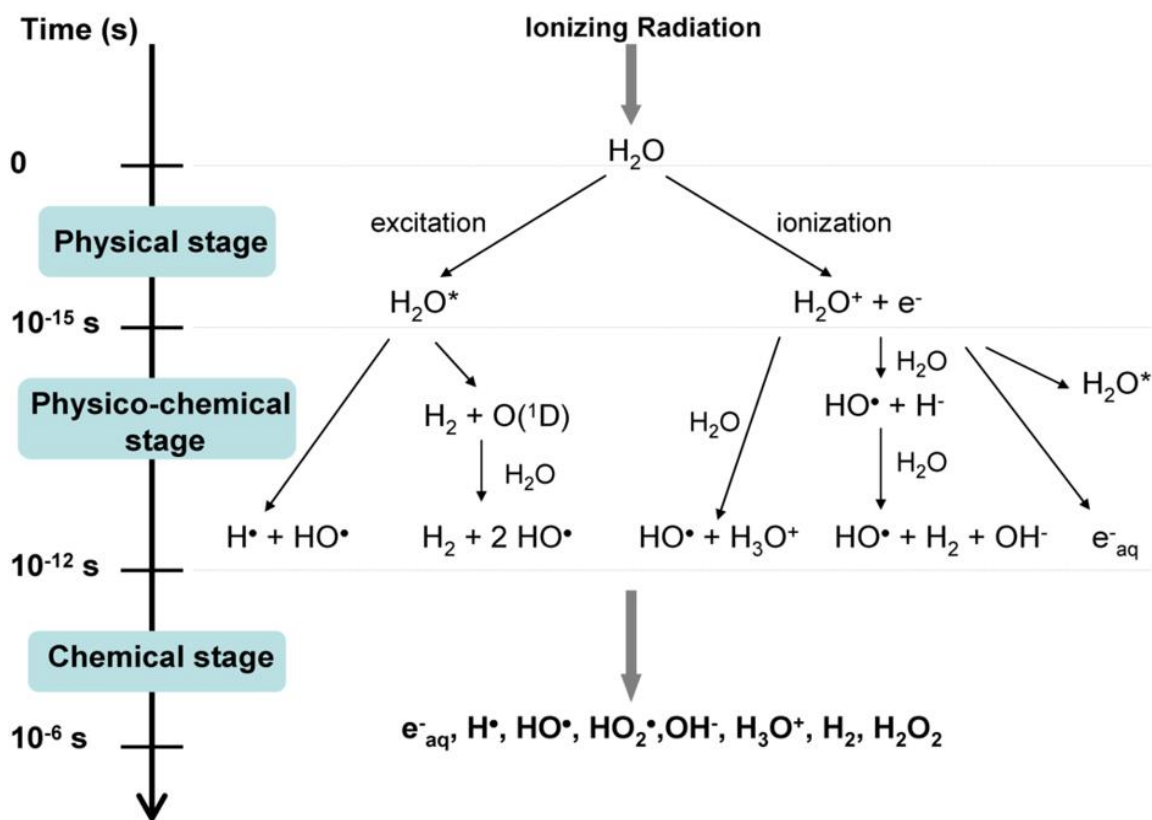 Time (s)
Ionizing Radiation
0
H₂O
Physical stage
excitation
ionization
10⁻¹⁵ s
H₂O*
H₂O⁺ + e⁻
Physico-chemical
stage
H₂O
H₂O*
H₂ + O(¹D)
H₂O
HO• + H⁻
H₂O
H₂O
H• + HO•
H₂ + 2 HO•
HO• + H₃O⁺
HO• + H₂ + OH⁻
e⁻aq
10⁻¹² s
Chemical stage
10⁻⁶ s
e⁻aq, H•, HO•, HO₂•,OH⁻, H₃O⁺, H₂, H₂O₂